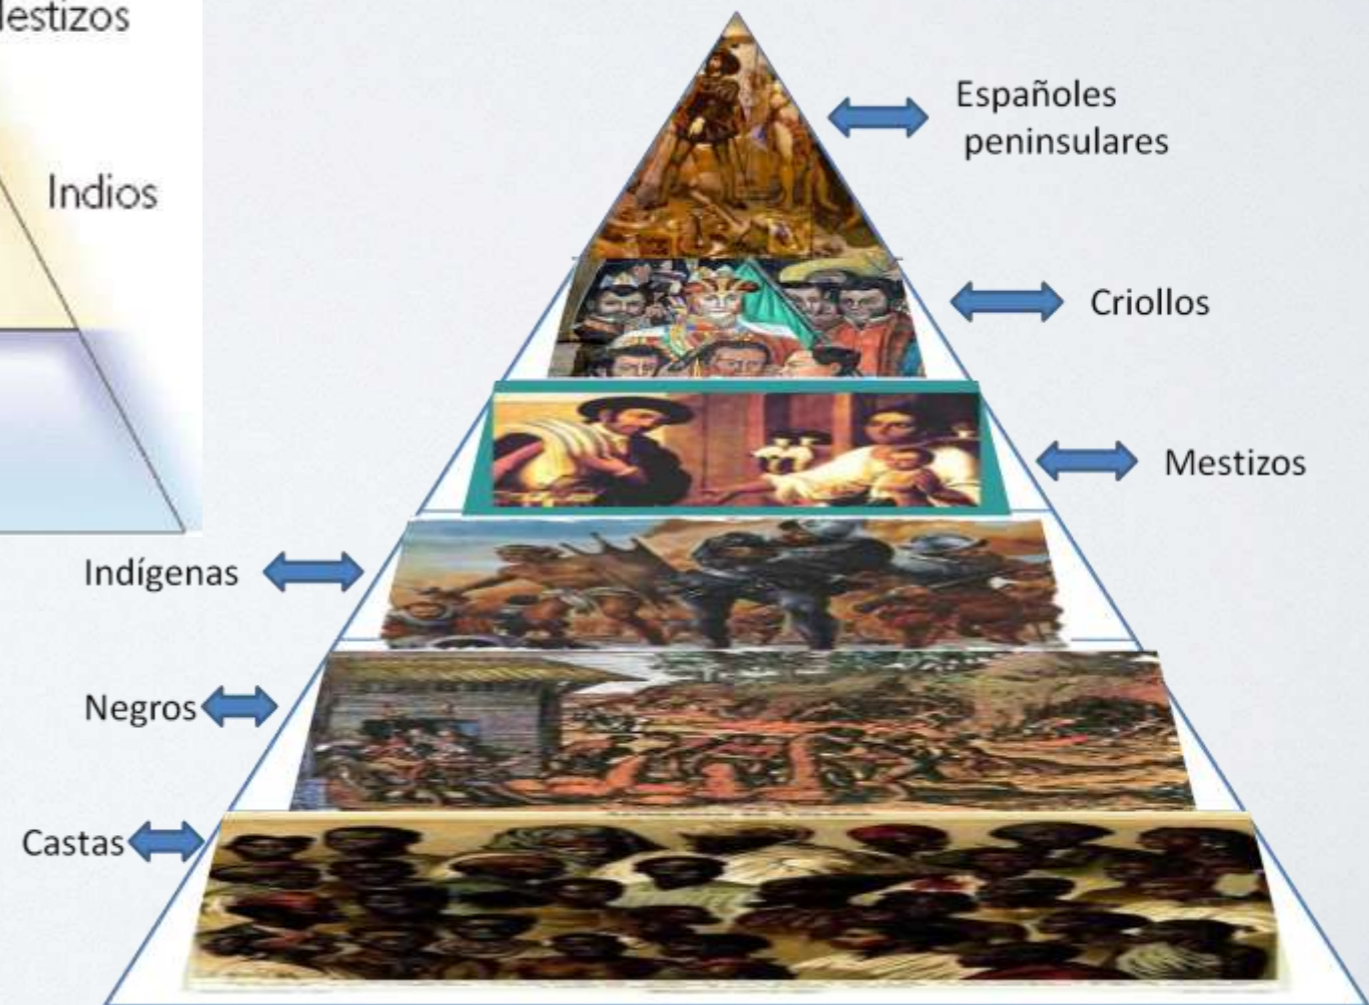 Indios
Españoles
peninsulares
Criollos
Mestizos
Indígenas
Negros
Castas